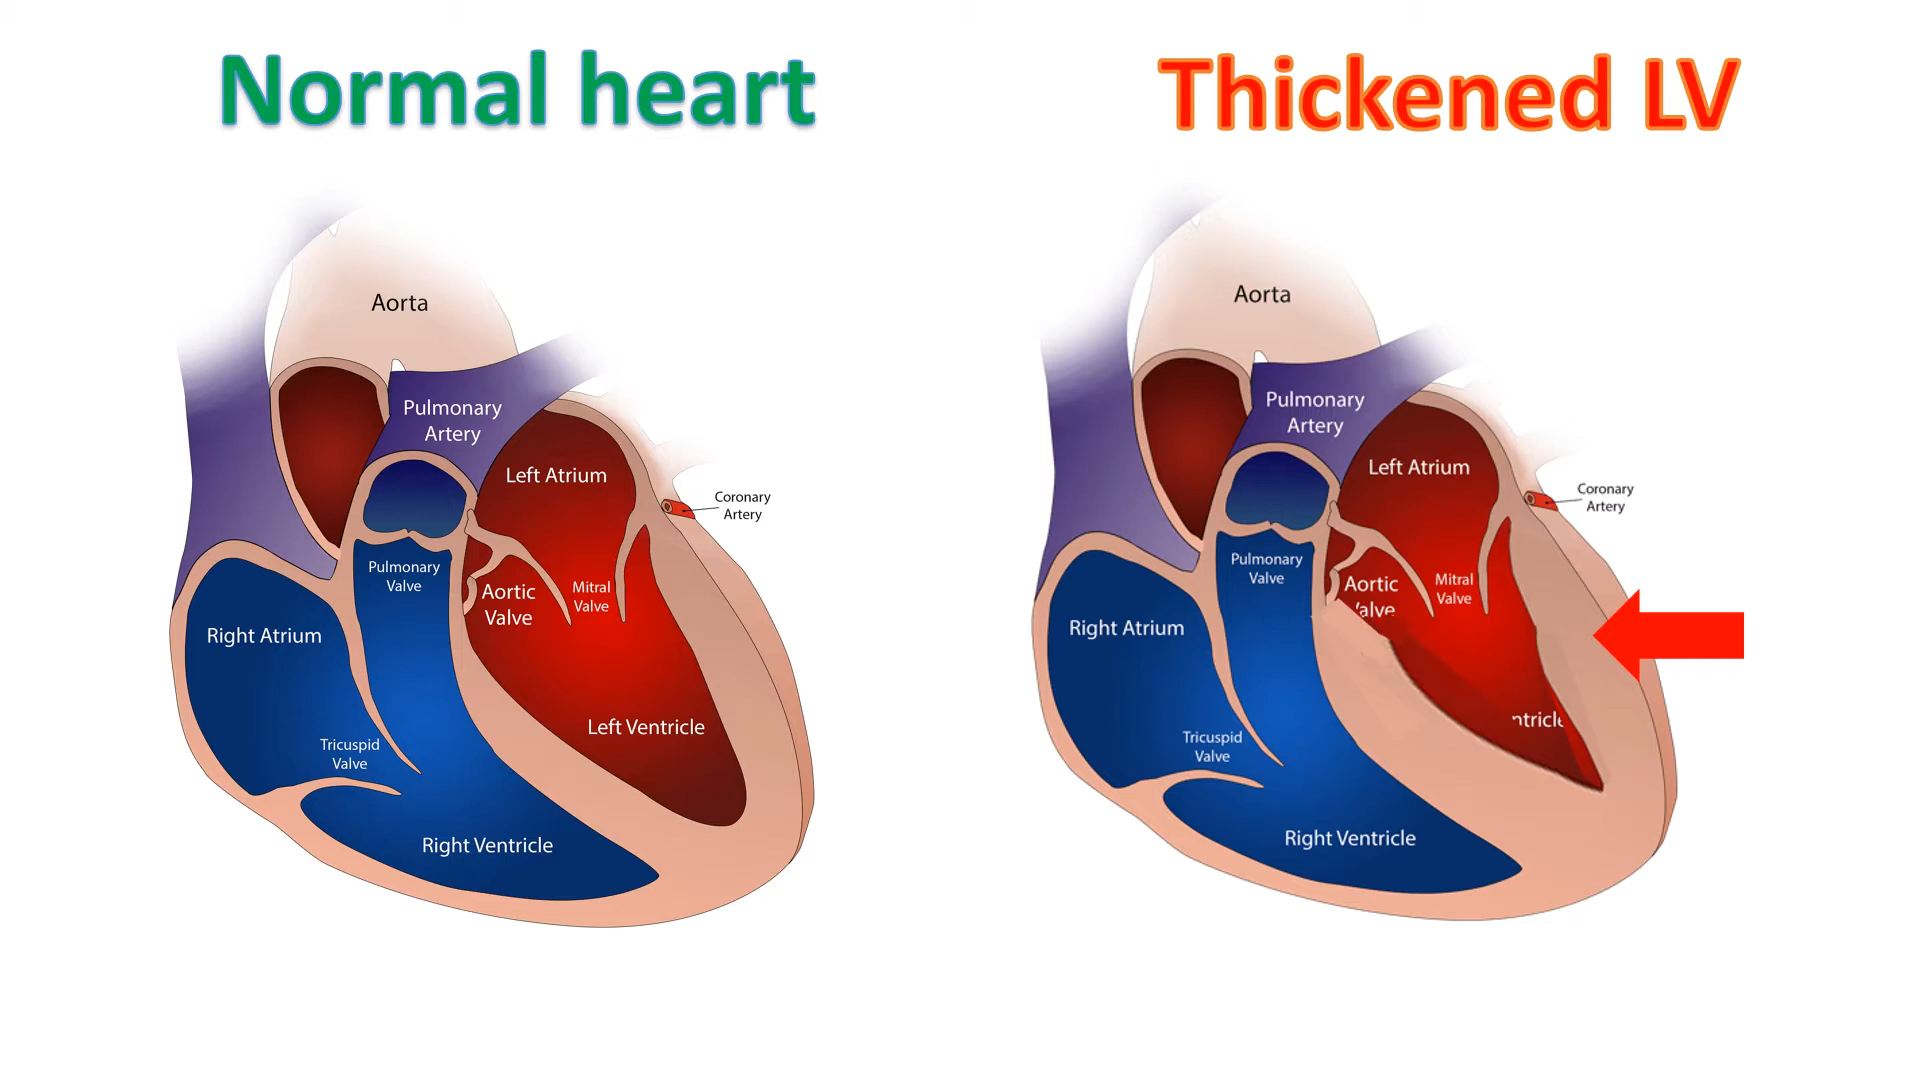 Normal heart
Thickened LV
Aorta
Pulmonary
Artery
Left Atrium
Coronary
Artery
Pulmonary
Valve
Aortic
Valve
Mitral
Valve
Right Atrium
Left Ventricle
Tricuspid
Valve
Right Ventricle
Aorta
Pulmonary
Artery
Left Atrium
Coronary
Artery
Pulmonary
Valve
Aortic
Valve
Mitral
Valve
Right Atrium
ntricle
Tricuspid
Valve
Right Ventricle